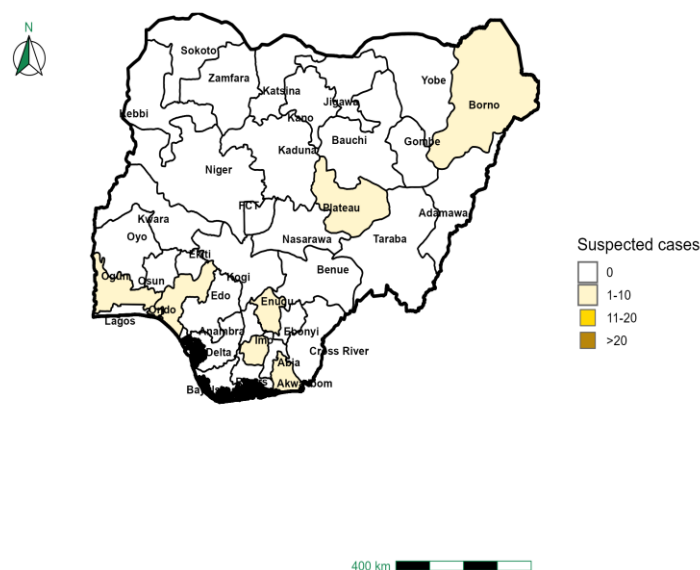 N
Sokoto
Zamfara
Katsina
Jigawa
Yobe
Borno
Kebbi
Kano
Kaduna
Bauchi
Gombe
Niger
FCT
Plateau
Adamawa
Kwara
Oyo
Nasarawa
Taraba
Ekiti
Kogi
Benue
Ogun
Osun
Edo
Enugu
Ondo
Lagos
Anambra
Ebonyi
Imo
Delta
Cross River
Abia
Akwa Ibom
Suspected cases
0
1-10
11-20
>20
400 km